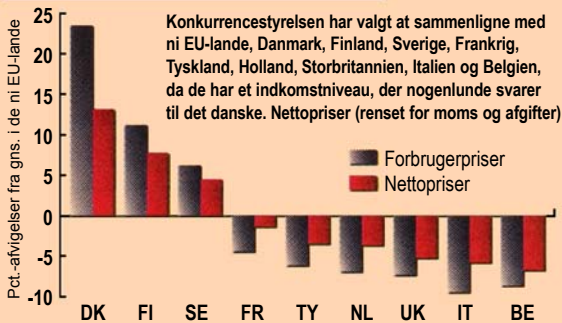 Pct.-afvigelser fra gns. i de ni EU-lande
25
20
15
10
5
0
-5
-10
Konkurrencestyrelsen har valgt at sammenligne med
ni EU-lande, Danmark, Finland, Sverige, Frankrig,
Tyskland, Holland, Storbritannien, Italien og Belgien,
da de har et indkomstniveau, der nogenlunde svarer
til det danske. Nettopriser (renset for moms og afgifter)
Forbrugerpriser
Nettopriser
DK FI SE FR TY NL UK IT BE